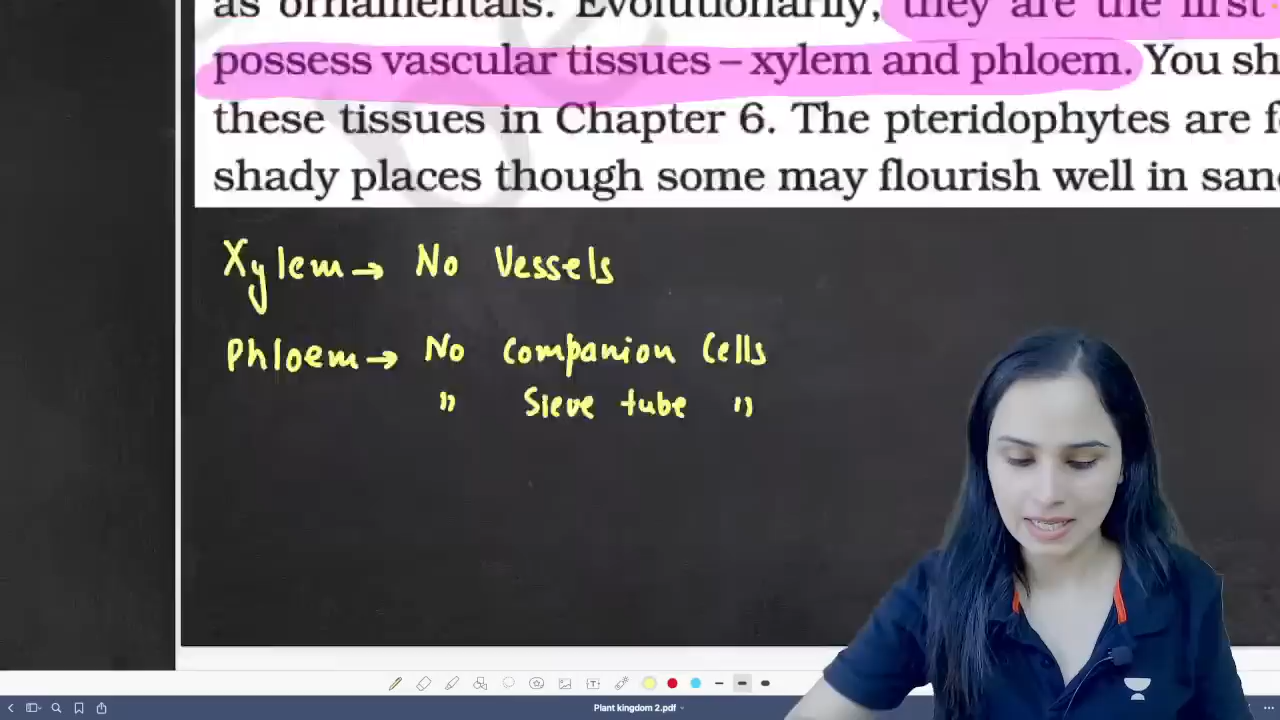 as ornamentals. Evolutionarily, they are the first
possess vascular tissues – xylem and phloem. You sh
these tissues in Chapter 6. The pteridophytes are f
shady places though some may flourish well in sand
Xylem → No Vessels
Phloem → No Companion Cells
" Sieve tube "
Plant kingdom 2.pdf